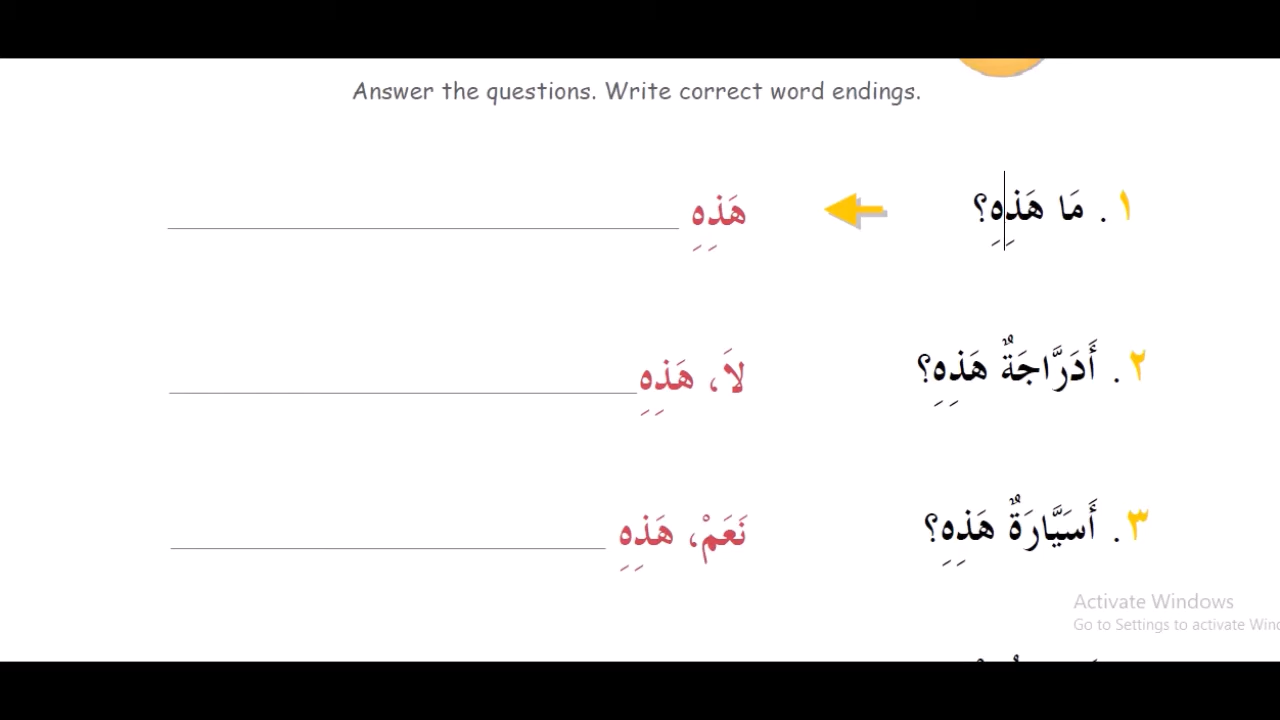 Answer the questions. Write correct word endings.
١. مَا هَذِهِ؟
هَذِهِ
٢. أَدَرَّاجَةٌ هَذِهِ؟
لاَ، هَذِهِ
٣. أَسَيَّارَةٌ هَذِهِ؟
نَعَمْ، هَذِهِ
Activate Windows
Go to Settings to activate Wind